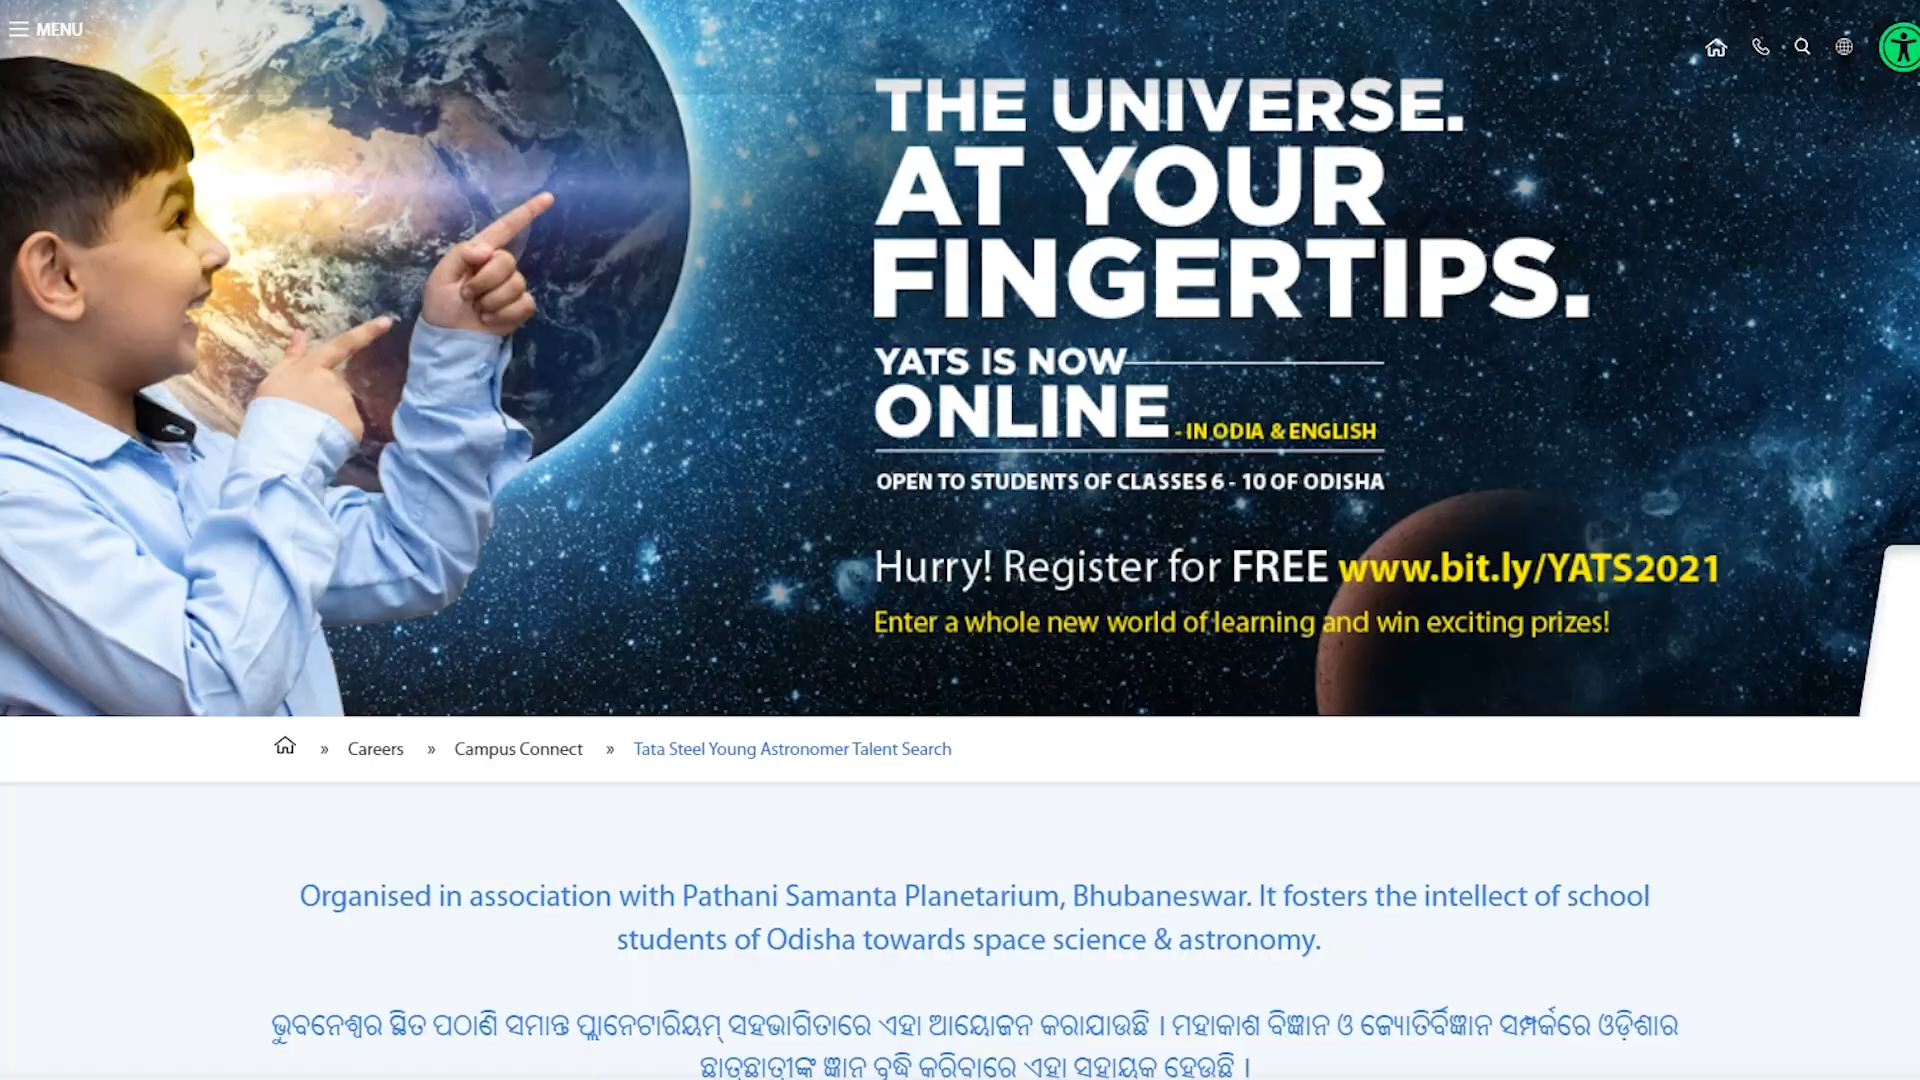 MENU
THE UNIVERSE.
AT YOUR
FINGERTIPS.
YATS IS NOW
ONLINE - IN ODIA & ENGLISH
OPEN TO STUDENTS OF CLASSES 6 - 10 OF ODISHA
Hurry! Register for FREE www.bit.ly/YATS2021
Enter a whole new world of learning and win exciting prizes!
» Careers » Campus Connect » Tata Steel Young Astronomer Talent Search
Organised in association with Pathani Samanta Planetarium, Bhubaneswar. It fosters the intellect of school
students of Odisha towards space science & astronomy.
ଭୁବନେଶ୍ୱର ସ୍ଥିତ ପଠାଣି ସମାନ୍ତ ପ୍ଲାନେଟାରିୟମ୍ ସହଭାଗିତାରେ ଏହା ଆୟୋଜନ କରାଯାଉଛି । ମହାକାଶ ବିଜ୍ଞାନ ଓ ଜ୍ୟୋତିର୍ବିଜ୍ଞାନ ସମ୍ପର୍କରେ ଓଡ଼ିଶାର
ଛାତ୍ରଛାତ୍ରୀଙ୍କ ଜ୍ଞାନ ବୃଦ୍ଧି କରିବାରେ ଏହା ସହାୟକ ହେଉଛି ।